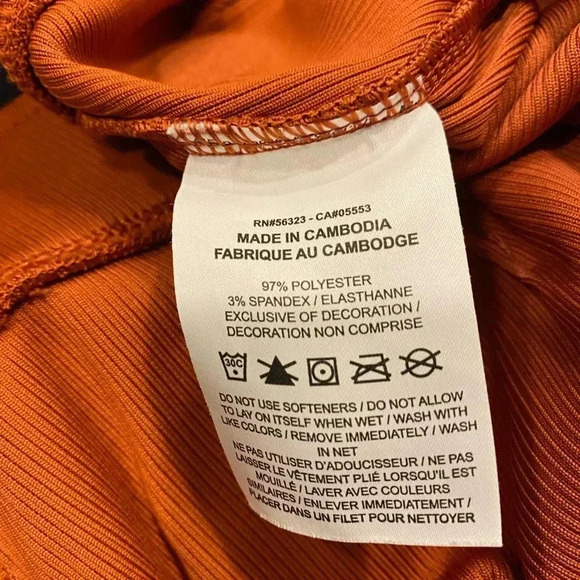 RN#56323 - CA#05553
MADE IN CAMBODIA
FABRIQUE AU CAMBODGE
97% POLYESTER
3% SPANDEX / ELASTHANNE
EXCLUSIVE OF DECORATION /
DECORATION NON COMPRISE
30C
DO NOT USE SOFTENERS / DO NOT ALLOW
TO LAY ON ITSELF WHEN WET / WASH WITH
LIKE COLORS / REMOVE IMMEDIATELY / WASH
IN NET
NE PAS UTILISER D'ADOUCISSEUR / NE PAS
LAISSER LE VÊTEMENT PLIÉ LORSQU'IL EST
MOUILLÉ / LAVER AVEC COULEURS
SIMILAIRES / ENLEVER IMMEDIATEMENT /
PLACER DANS UN FILET POUR NETTOYER